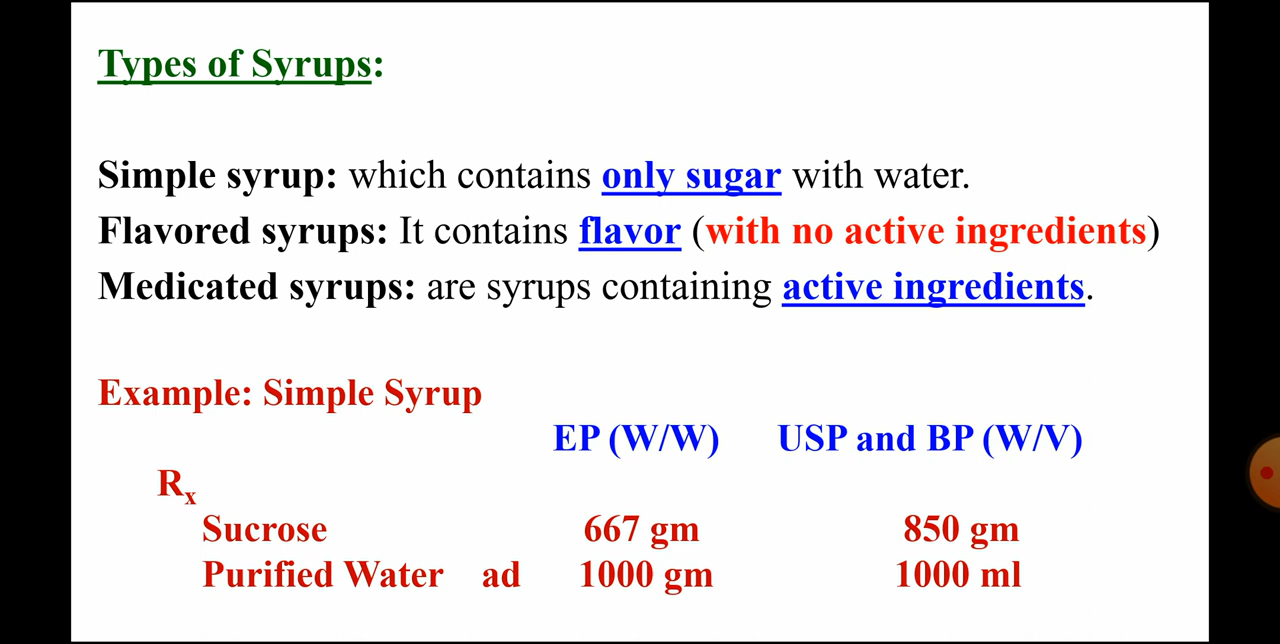 Types of Syrups:
Simple syrup: which contains only sugar with water.
Flavored syrups: It contains flavor (with no active ingredients)
Medicated syrups: are syrups containing active ingredients.
Example: Simple Syrup
EP (W/W) USP and BP (W/V)
Rx
Sucrose 667 gm 850 gm
Purified Water ad 1000 gm 1000 ml